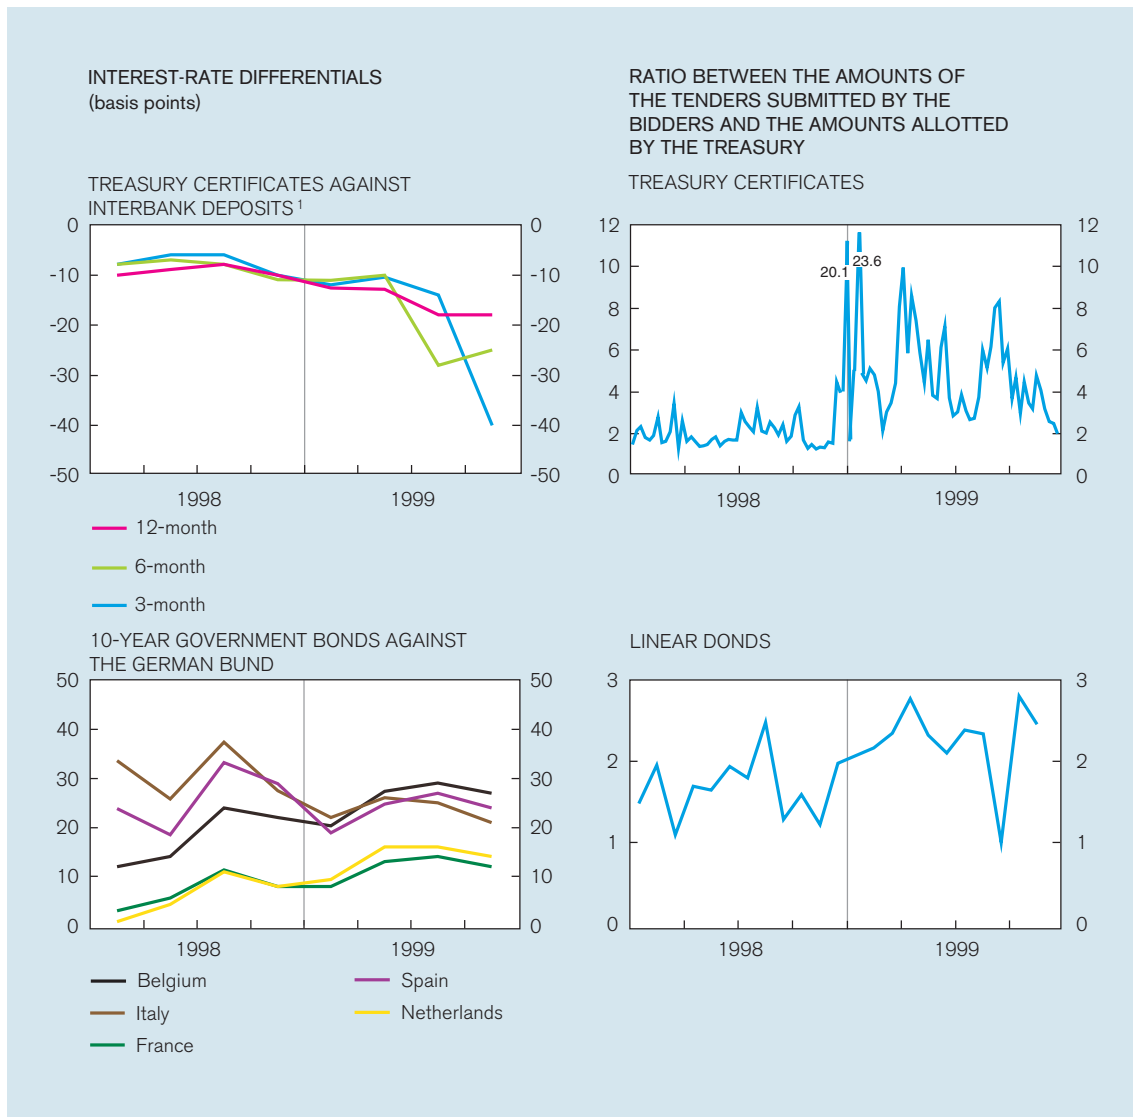 INTEREST-RATE DIFFERENTIALS
(basis points)
TREASURY CERTIFICATES AGAINST
INTERBANK DEPOSITS 1
0 0
-10 -10
-20 -20
-30 -30
-40 -40
-50 -50
1998 1999
12-month
6-month
3-month
RATIO BETWEEN THE AMOUNTS OF
THE TENDERS SUBMITTED BY THE
BIDDERS AND THE AMOUNTS ALLOTTED
BY THE TREASURY
TREASURY CERTIFICATES
12 12
23.6
20.1
10 10
8 8
6 6
4 4
2 2
0 0
1998 1999
10-YEAR GOVERNMENT BONDS AGAINST
THE GERMAN BUND
50 50
40 40
30 30
20 20
10 10
0 0
1998 1999
Belgium Spain
Italy Netherlands
France
LINEAR DONDS
3 3
2 2
1 1
0 0
1998 1999